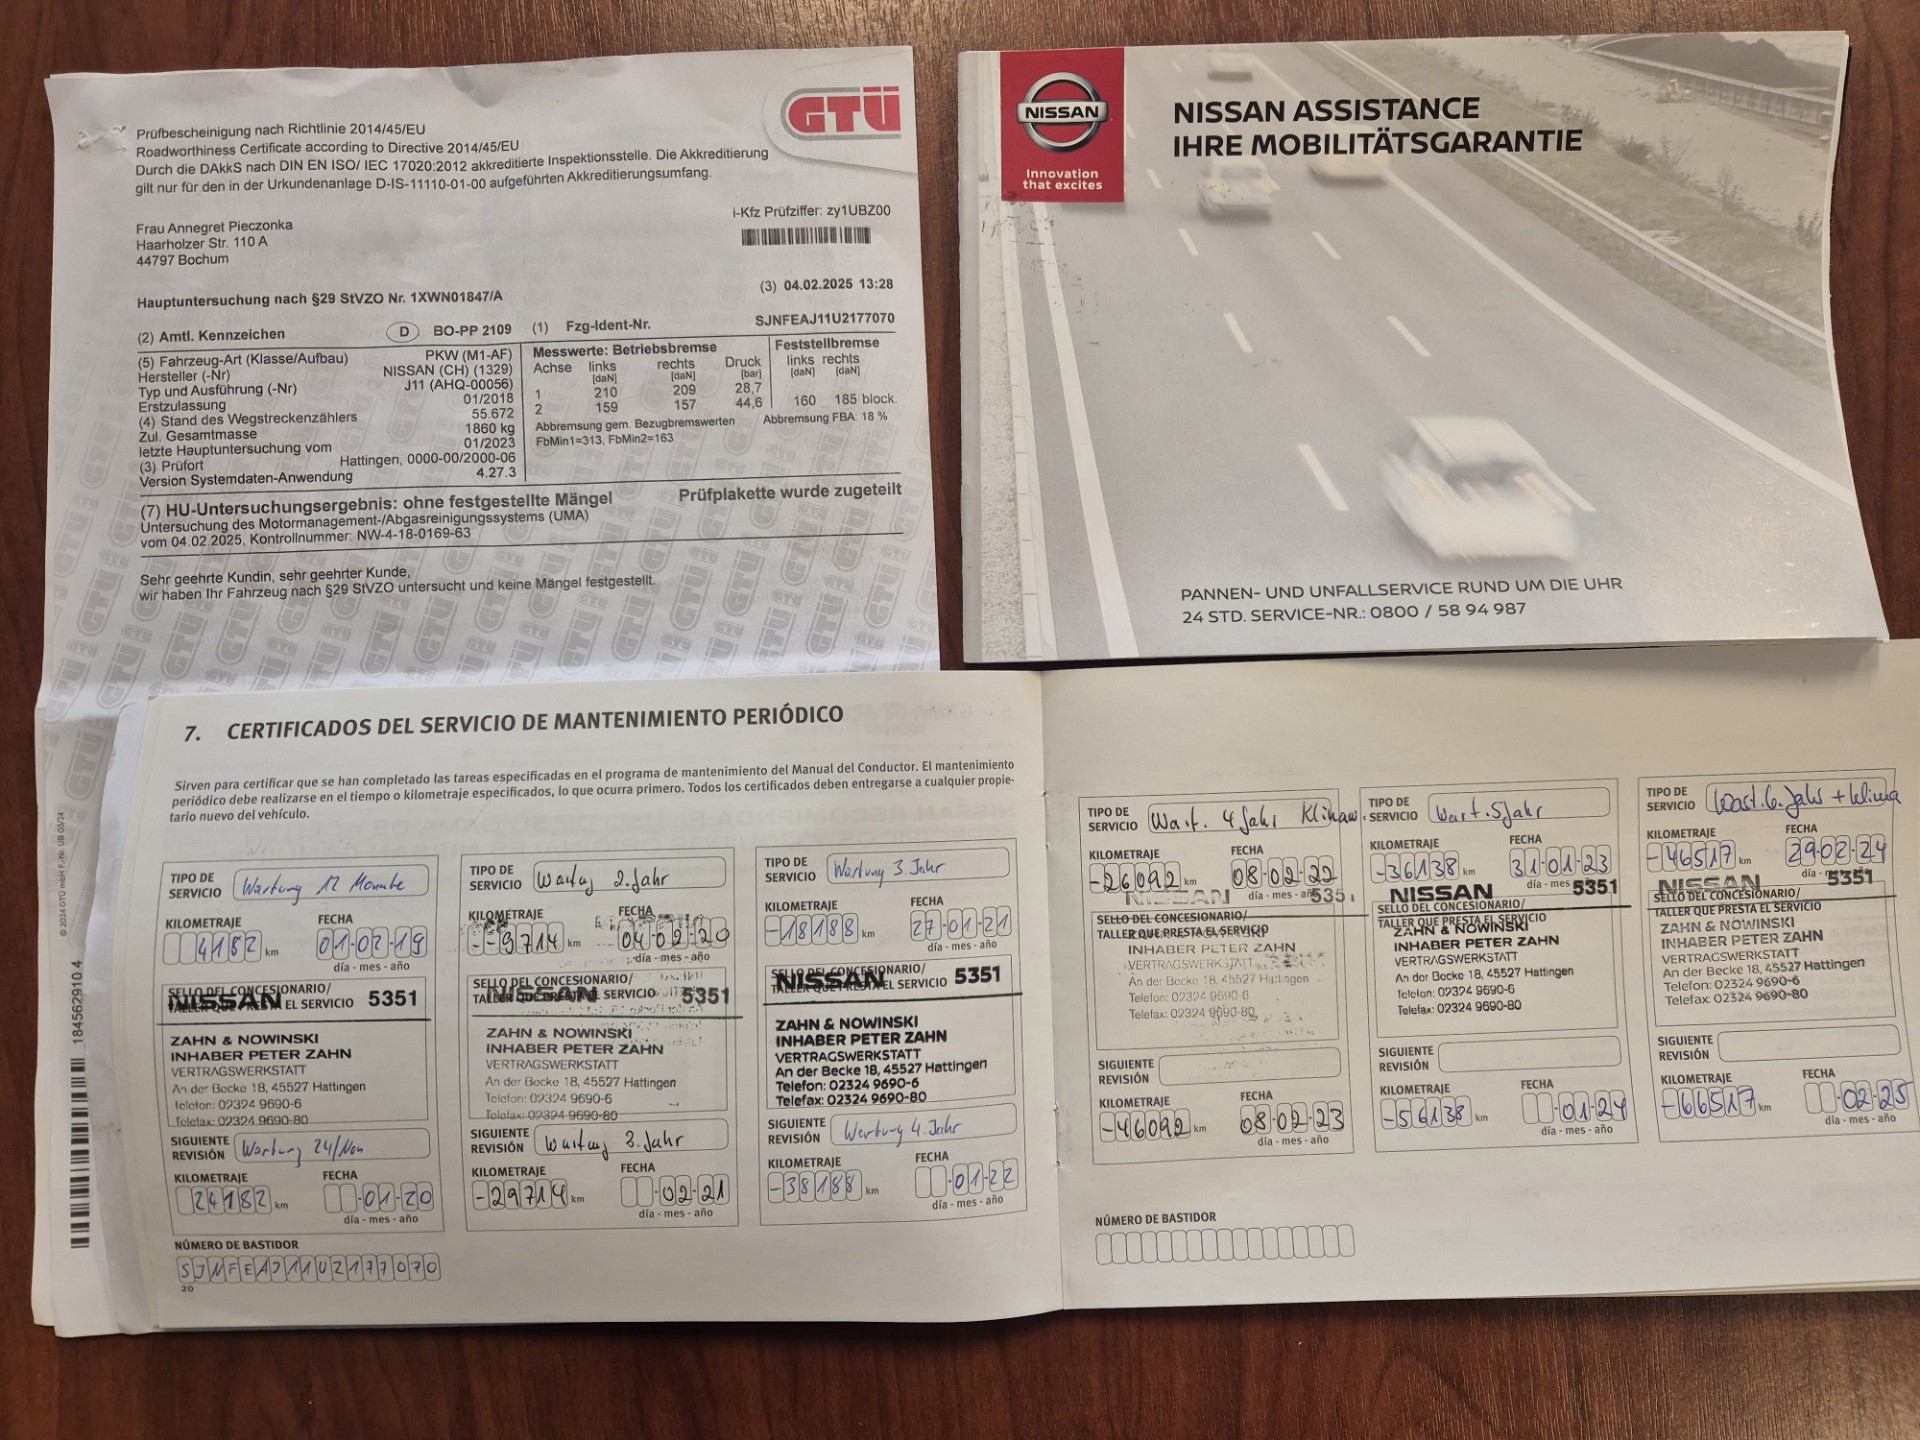 GTÜ
Prüfbescheinigung nach Richtlinie 2014/45/EU
Roadworthiness Certificate according to Directive 2014/45/EU
Durch die DAkkS nach DIN EN ISO/ IEC 17020:2012 akkreditierte Inspektionsstelle. Die Akkreditierung
gilt nur für den in der Urkundenanlage D-IS-11110-01-00 aufgeführten Akkreditierungsumfang.
i-Kfz Prüfziffer: zy1UBZ00
Frau Annegret Pieczonka
Haarholzer Str. 110 A
44797 Bochum
Hauptuntersuchung nach §29 StVZO Nr. 1XWN01847/A (3) 04.02.2025 13:28
(2) Amtl. Kennzeichen D BO-PP 2109 (1) Fzg-Ident-Nr. SJNFEAJ11U2177070
(5) Fahrzeug-Art (Klasse/Aufbau) PKW (M1-AF)
Hersteller (-Nr) NISSAN (CH) (1329)
Typ und Ausführung (-Nr) J11 (AHQ-00056)
Erstzulassung 01/2018
(4) Stand des Wegstreckenzählers 55.672
Zul. Gesamtmasse 1860 kg
letzte Hauptuntersuchung vom 01/2023
(3) Prüfort Hattingen, 0000-00/2000-06
Version Systemdaten-Anwendung 4.27.3
Messwerte: Betriebsbremse Feststellbremse
Achse links rechts Druck links rechts
[daN] [daN] [bar] [daN] [daN]
1 210 209 28,7
2 159 157 44,6 160 185 block.
Abbremsung gem. Bezugbremswerten Abbremsung FBA: 18 %
FbMin1=313, FbMin2=163
(7) HU-Untersuchungsergebnis: ohne festgestellte Mängel Prüfplakette wurde zugeteilt
Untersuchung des Motormanagement-/Abgasreinigungssystems (UMA)
vom 04.02.2025, Kontrollnummer: NW-4-18-0169-63
Sehr geehrte Kundin, sehr geehrter Kunde,
wir haben Ihr Fahrzeug nach §29 StVZO untersucht und keine Mängel festgestellt.
© 2024 GTÜ mbH F.-Nr. UB 03/24
184562910 4
NISSAN
Innovation
that excites
NISSAN ASSISTANCE
IHRE MOBILITÄTSGARANTIE
PANNEN- UND UNFALLSERVICE RUND UM DIE UHR
24 STD. SERVICE-NR.: 0800 / 58 94 987
7. CERTIFICADOS DEL SERVICIO DE MANTENIMIENTO PERIÓDICO
Sirven para certificar que se han completado las tareas especificadas en el programa de mantenimiento del Manual del Conductor. El mantenimiento
periódico debe realizarse en el tiempo o kilometraje especificados, lo que ocurra primero. Todos los certificados deben entregarse a cualquier propie-
tario nuevo del vehículo.
TIPO DE
SERVICIO Wartung 12 Monate
KILOMETRAJE FECHA
4182 km 01-02-19
día - mes - año
SELLO DEL CONCESIONARIO/
TALLER QUE PRESTA EL SERVICIO
NISSAN 5351
ZAHN & NOWINSKI
INHABER PETER ZAHN
VERTRAGSWERKSTATT
An der Becke 18, 45527 Hattingen
Telefon: 02324 9690-6
Telefax: 02324 9690-80
SIGUIENTE
REVISIÓN Wartung 24/Mon
KILOMETRAJE FECHA
24182 km -01-20
día - mes - año
NÚMERO DE BASTIDOR
SJNFEAJ11U2177070
20
TIPO DE
SERVICIO Wartung 2. Jahr
KILOMETRAJE FECHA
--9714 km 04-02-20
día - mes - año
SELLO DEL CONCESIONARIO/
TALLER QUE PRESTA EL SERVICIO
NISSAN 5351
ZAHN & NOWINSKI
INHABER PETER ZAHN
VERTRAGSWERKSTATT
An der Becke 18, 45527 Hattingen
Telefon: 02324 9690-6
Telefax: 02324 9690-80
SIGUIENTE
REVISIÓN Wartung 3. Jahr
KILOMETRAJE FECHA
-29714 km -02-21
día - mes - año
TIPO DE
SERVICIO Wartung 3. Jahr
KILOMETRAJE FECHA
-18188 km 27-01-21
día - mes - año
SELLO DEL CONCESIONARIO/
TALLER QUE PRESTA EL SERVICIO
NISSAN 5351
ZAHN & NOWINSKI
INHABER PETER ZAHN
VERTRAGSWERKSTATT
An der Becke 18, 45527 Hattingen
Telefon: 02324 9690-6
Telefax: 02324 9690-80
SIGUIENTE
REVISIÓN Wartung 4. Jahr
KILOMETRAJE FECHA
-38188 km -01-22
día - mes - año
TIPO DE
SERVICIO Wart. 4 Jahr Klimaw.
KILOMETRAJE FECHA
-26092 km 08-02-22
día - mes - año
NISSAN 5351
SELLO DEL CONCESIONARIO/
TALLER QUE PRESTA EL SERVICIO
INHABER PETER ZAHN
VERTRAGSWERKSTATT
An der Becke 18, 45527 Hattingen
Telefon: 02324 9690-6
Telefax: 02324 9690-80
SIGUIENTE
REVISIÓN
KILOMETRAJE FECHA
-46092 km 08-02-23
día - mes - año
NÚMERO DE BASTIDOR
TIPO DE
SERVICIO Wart. 5 Jahr
KILOMETRAJE FECHA
-36138 km 31-01-23
día - mes
NISSAN 5351
SELLO DEL CONCESIONARIO/
TALLER QUE PRESTA EL SERVICIO
ZAHN & NOWINSKI
INHABER PETER ZAHN
VERTRAGSWERKSTATT
An der Becke 18, 45527 Hattingen
Telefon: 02324 9690-6
Telefax: 02324 9690-80
SIGUIENTE
REVISIÓN
KILOMETRAJE FECHA
-56138 km -01-24
día - mes - año
TIPO DE
SERVICIO Wart. 6. Jahr + Klima
KILOMETRAJE FECHA
-46517 km 29-02-24
NISSAN 5351
SELLO DEL CONCESIONARIO/
TALLER QUE PRESTA EL SERVICIO
ZAHN & NOWINSKI
INHABER PETER ZAHN
VERTRAGSWERKSTATT
An der Becke 18, 45527 Hattingen
Telefon: 02324 9690-6
Telefax: 02324 9690-80
SIGUIENTE
REVISIÓN
KILOMETRAJE FECHA
-66517 km -02-25
día - mes - año